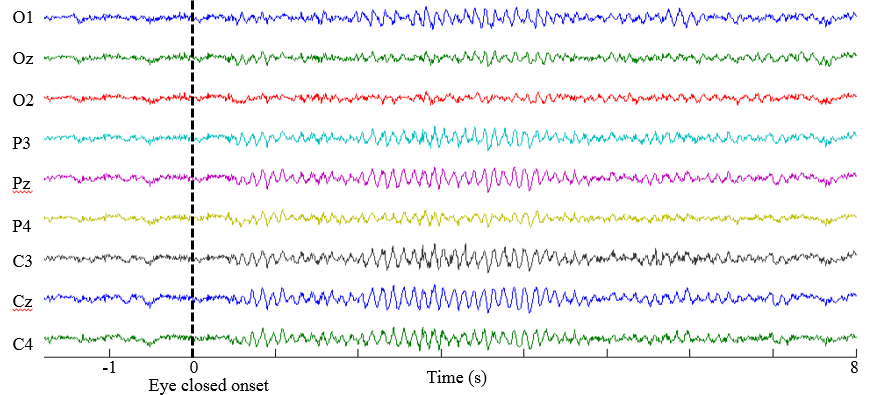 O1
Oz
O2
P3
Pz
P4
C3
Cz
C4
-1 0 8
Eye closed onset
Time (s)